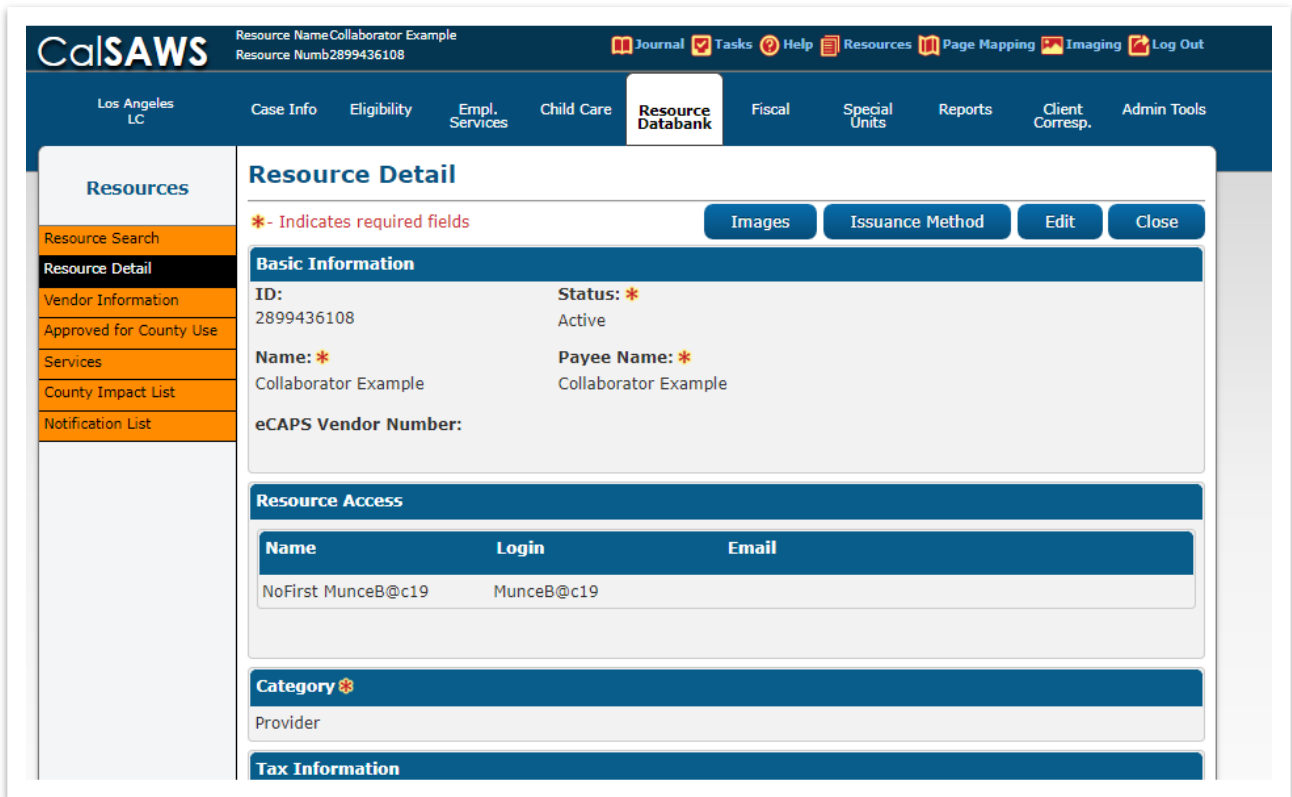 CalSAWS
Resource Name Collaborator Example
Resource Numb 2899436108
Journal Tasks Help Resources Page Mapping Imaging Log Out
Los Angeles
LC
Case Info Eligibility Empl. Services Child Care Resource Databank Fiscal Special Units Reports Client Corresp. Admin Tools
Resources
Resource Search
Resource Detail
Vendor Information
Approved for County Use
Services
County Impact List
Notification List
Resource Detail
*- Indicates required fields
Images Issuance Method Edit Close
Basic Information
ID: Status: *
2899436108 Active
Name: * Payee Name: *
Collaborator Example Collaborator Example
eCAPS Vendor Number:
Resource Access
Name Login Email
NoFirst MunceB@c19 MunceB@c19
Category *
Provider
Tax Information